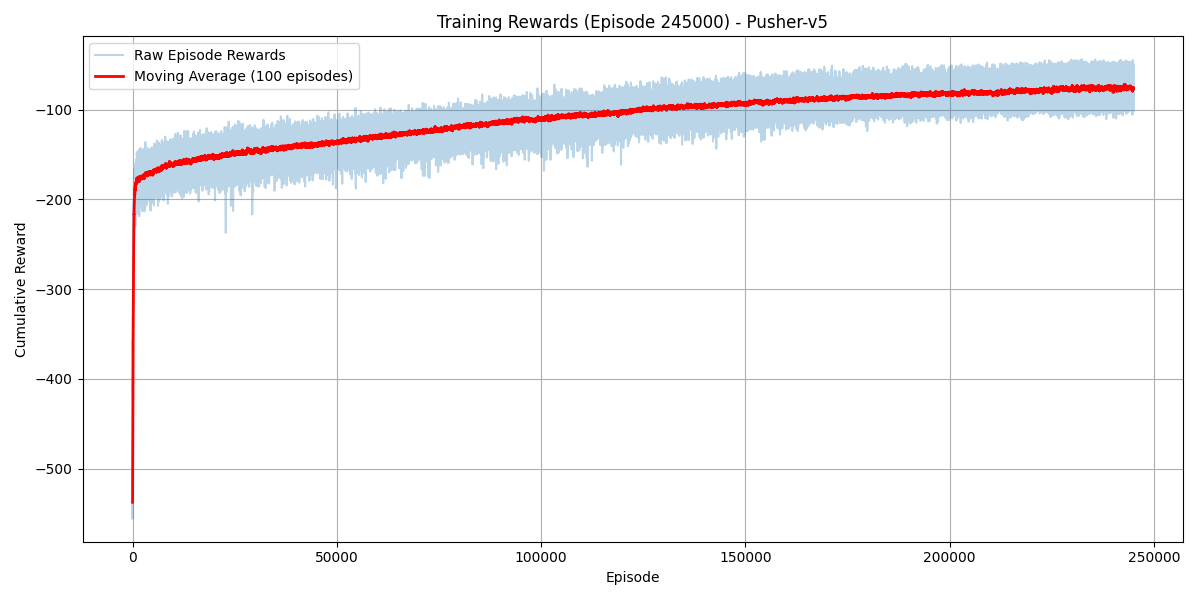 Training Rewards (Episode 245000) - Pusher-v5
Raw Episode Rewards
Moving Average (100 episodes)
Cumulative Reward
−100
−200
−300
−400
−500
0
50000
100000
150000
200000
250000
Episode